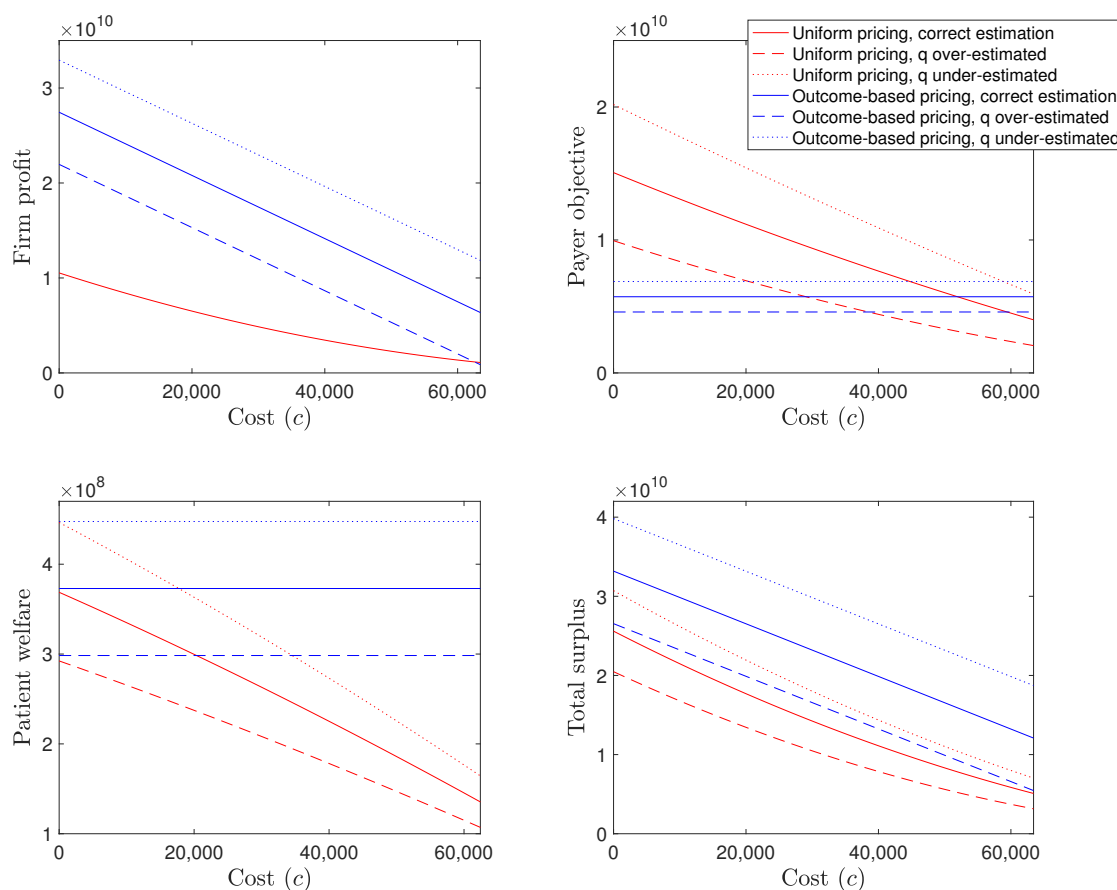 ×10^10
3
2
1
0
Firm profit
0 20,000 40,000 60,000
Cost (c)
×10^10
2
1
0
Payer objective
0 20,000 40,000 60,000
Cost (c)
Uniform pricing, correct estimation
Uniform pricing, q over-estimated
Uniform pricing, q under-estimated
Outcome-based pricing, correct estimation
Outcome-based pricing, q over-estimated
Outcome-based pricing, q under-estimated
×10^8
4
3
2
1
Patient welfare
0 20,000 40,000 60,000
Cost (c)
×10^10
4
3
2
1
0
Total surplus
0 20,000 40,000 60,000
Cost (c)